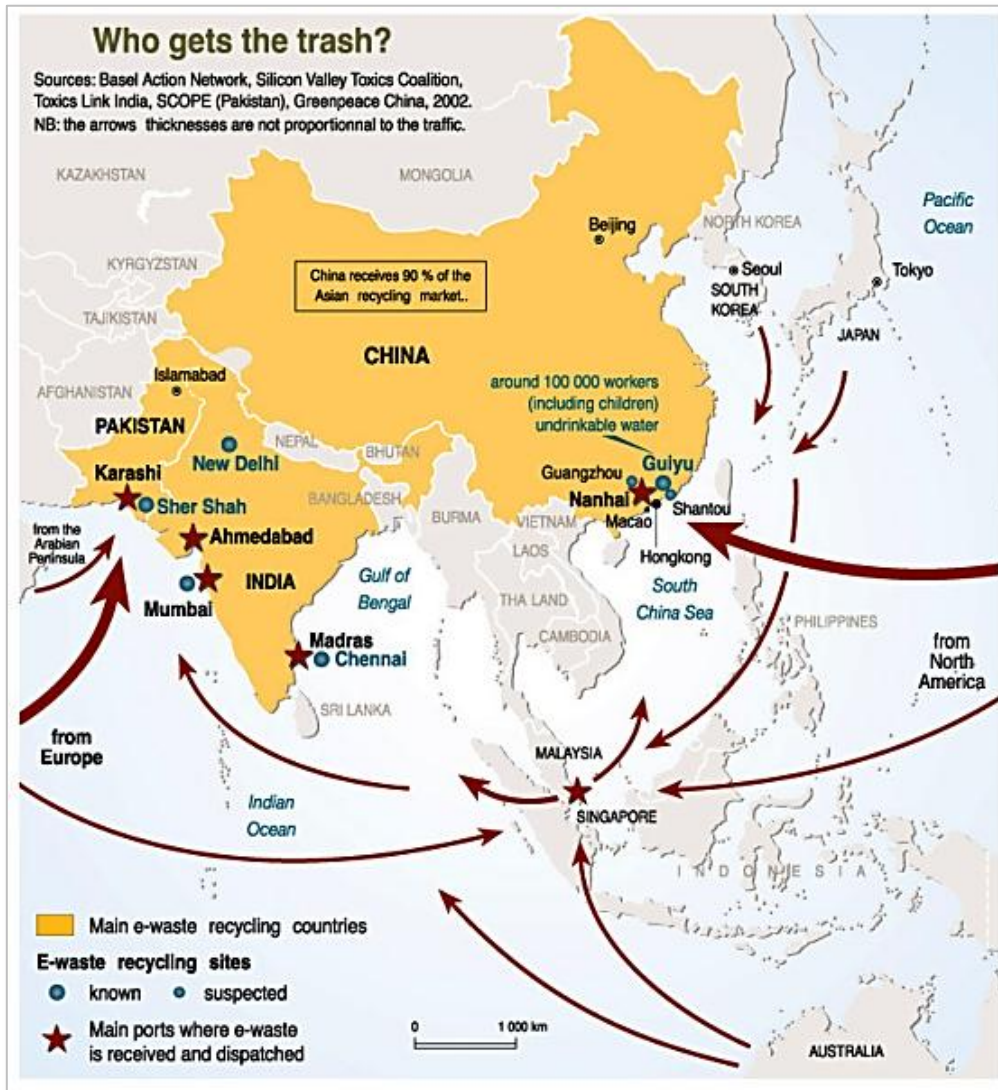 Who gets the trash?
Sources: Basel Action Network, Silicon Valley Toxics Coalition,
Toxics Link India, SCOPE (Pakistan), Greenpeace China, 2002.
NB: the arrows thicknesses are not proportionnal to the traffic.
KAZAKHSTAN
MONGOLIA
Pacific
Ocean
NORTH KOREA
Beijing
KYRGYZSTAN
Seoul
SOUTH
KOREA
Tokyo
China receives 90 % of the
Asian recycling market..
TAJIKISTAN
JAPAN
CHINA
AFGHANISTAN
Islamabad
around 100 000 workers
(including children)
undrinkable water
PAKISTAN
NEPAL
BHUTAN
New Delhi
Karashi
Guangzhou
Guiyu
Sher Shah
BANGLADESH
Nanhai
Shantou
BURMA
Macao
VIETNAM
from the
Arabian
Peninsula
Ahmedabad
LAOS
Hongkong
INDIA
Gulf of
Bengal
South
China Sea
Mumbai
THA LAND
PHILIPPINES
CAMBODIA
Madras
Chennai
from
North
America
SRI LANKA
from
Europe
MALAYSIA
Indian
Ocean
SINGAPORE
INDONESIA
Main e-waste recycling countries
E-waste recycling sites
known
suspected
Main ports where e-waste
is received and dispatched
0
1 000 km
AUSTRALIA